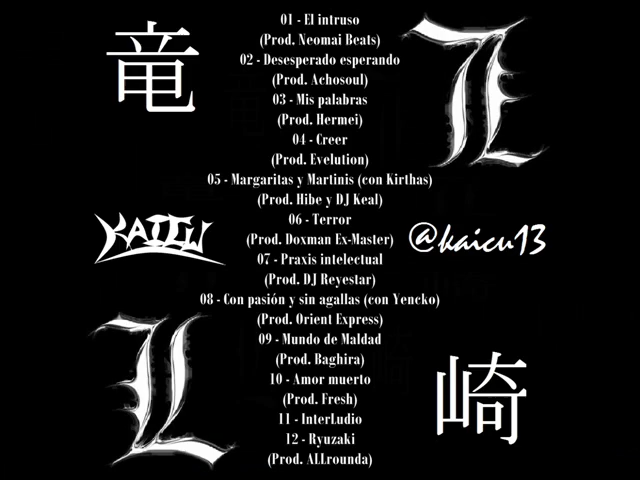 01 - El intruso
(Prod. Neomai Beats)
02 - Desesperado esperando
(Prod. Achosoul)
03 - Mis palabras
(Prod. Hermei)
04 - Creer
(Prod. Evelution)
05 - Margaritas y Martinis (con Kirthas)
(Prod. Hibe y DJ Keal)
06 - Terror
(Prod. Doxman Ex-Master)
07 - Praxis intelectual
(Prod. DJ Reyestar)
08 - Con pasión y sin agallas (con Yencko)
(Prod. Orient Express)
09 - Mundo de Maldad
(Prod. Baghira)
10 - Amor muerto
(Prod. Fresh)
11 - InterLudio
12 - Ryuzaki
(Prod. ALLrounda)
竜
L
KAICU
@kaicu13
L
崎